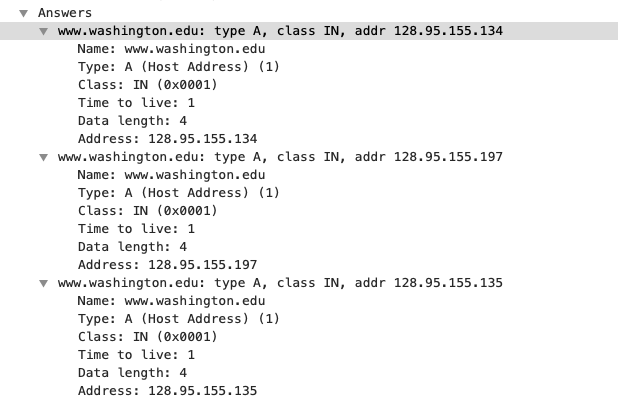 Answers
www.washington.edu: type A, class IN, addr 128.95.155.134
Name: www.washington.edu
Type: A (Host Address) (1)
Class: IN (0x0001)
Time to live: 1
Data length: 4
Address: 128.95.155.134
www.washington.edu: type A, class IN, addr 128.95.155.197
Name: www.washington.edu
Type: A (Host Address) (1)
Class: IN (0x0001)
Time to live: 1
Data length: 4
Address: 128.95.155.197
www.washington.edu: type A, class IN, addr 128.95.155.135
Name: www.washington.edu
Type: A (Host Address) (1)
Class: IN (0x0001)
Time to live: 1
Data length: 4
Address: 128.95.155.135